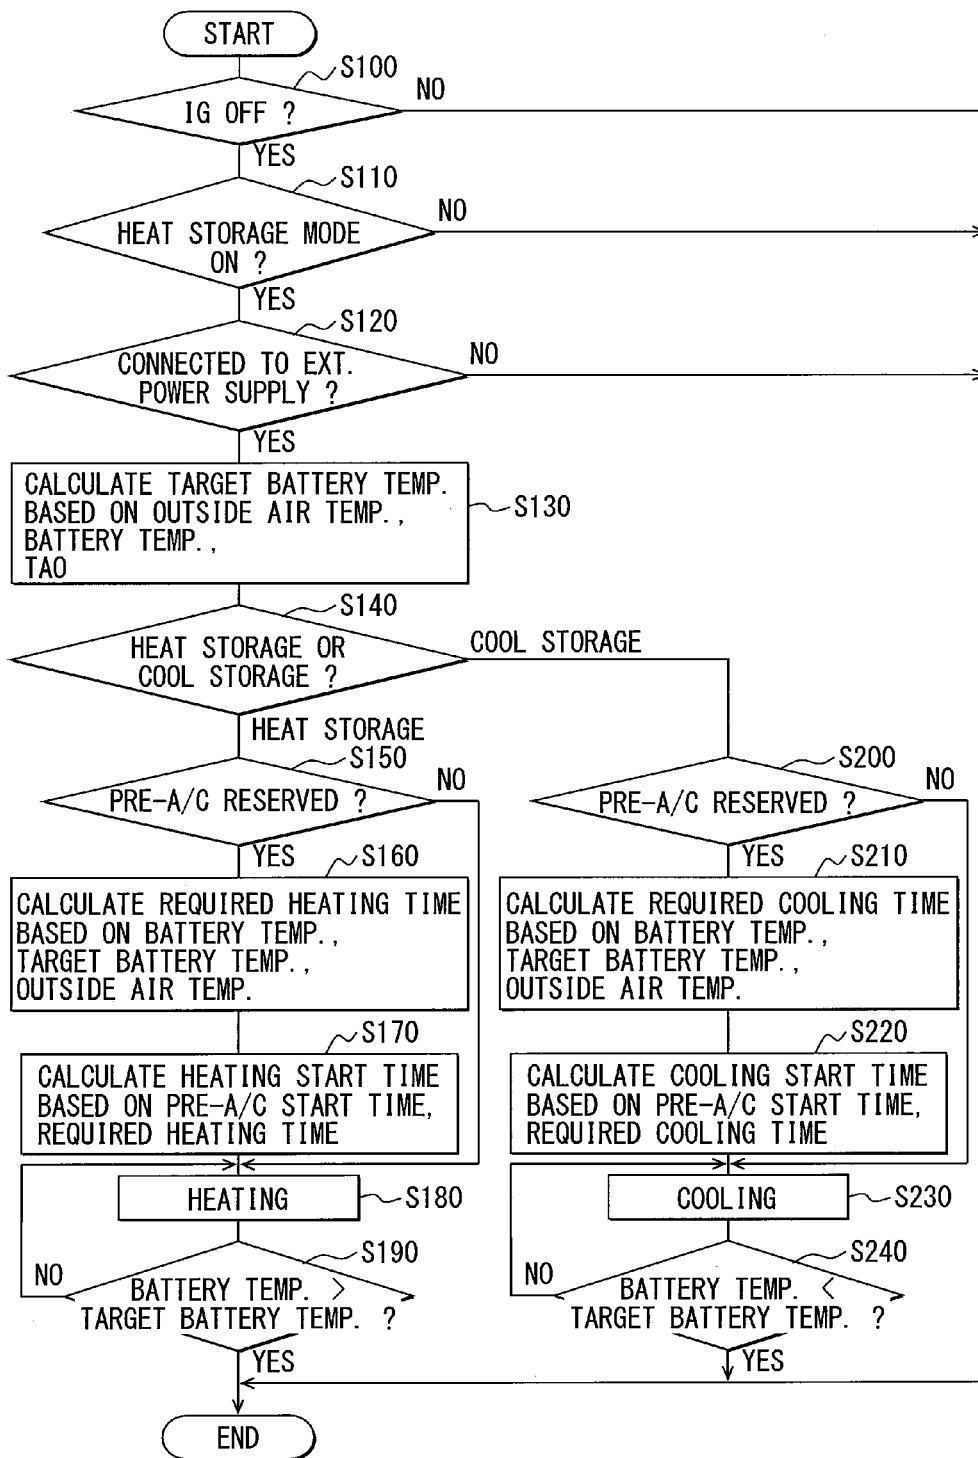 START
S100
NO
IG OFF ?
YES
S110
NO
HEAT STORAGE MODE
ON ?
YES
S120
NO
CONNECTED TO EXT.
POWER SUPPLY ?
YES
CALCULATE TARGET BATTERY TEMP.
BASED ON OUTSIDE AIR TEMP.,
BATTERY TEMP.,
TAO
S130
S140
HEAT STORAGE OR
COOL STORAGE ?
COOL STORAGE
HEAT STORAGE
S150
NO
PRE-A/C RESERVED ?
YES
S160
CALCULATE REQUIRED HEATING TIME
BASED ON BATTERY TEMP.,
TARGET BATTERY TEMP.,
OUTSIDE AIR TEMP.
S170
CALCULATE HEATING START TIME
BASED ON PRE-A/C START TIME,
REQUIRED HEATING TIME
HEATING
S180
S190
NO
BATTERY TEMP. >
TARGET BATTERY TEMP. ?
YES
S200
NO
PRE-A/C RESERVED ?
YES
S210
CALCULATE REQUIRED COOLING TIME
BASED ON BATTERY TEMP.,
TARGET BATTERY TEMP.,
OUTSIDE AIR TEMP.
S220
CALCULATE COOLING START TIME
BASED ON PRE-A/C START TIME,
REQUIRED COOLING TIME
COOLING
S230
S240
NO
BATTERY TEMP. <
TARGET BATTERY TEMP. ?
YES
END